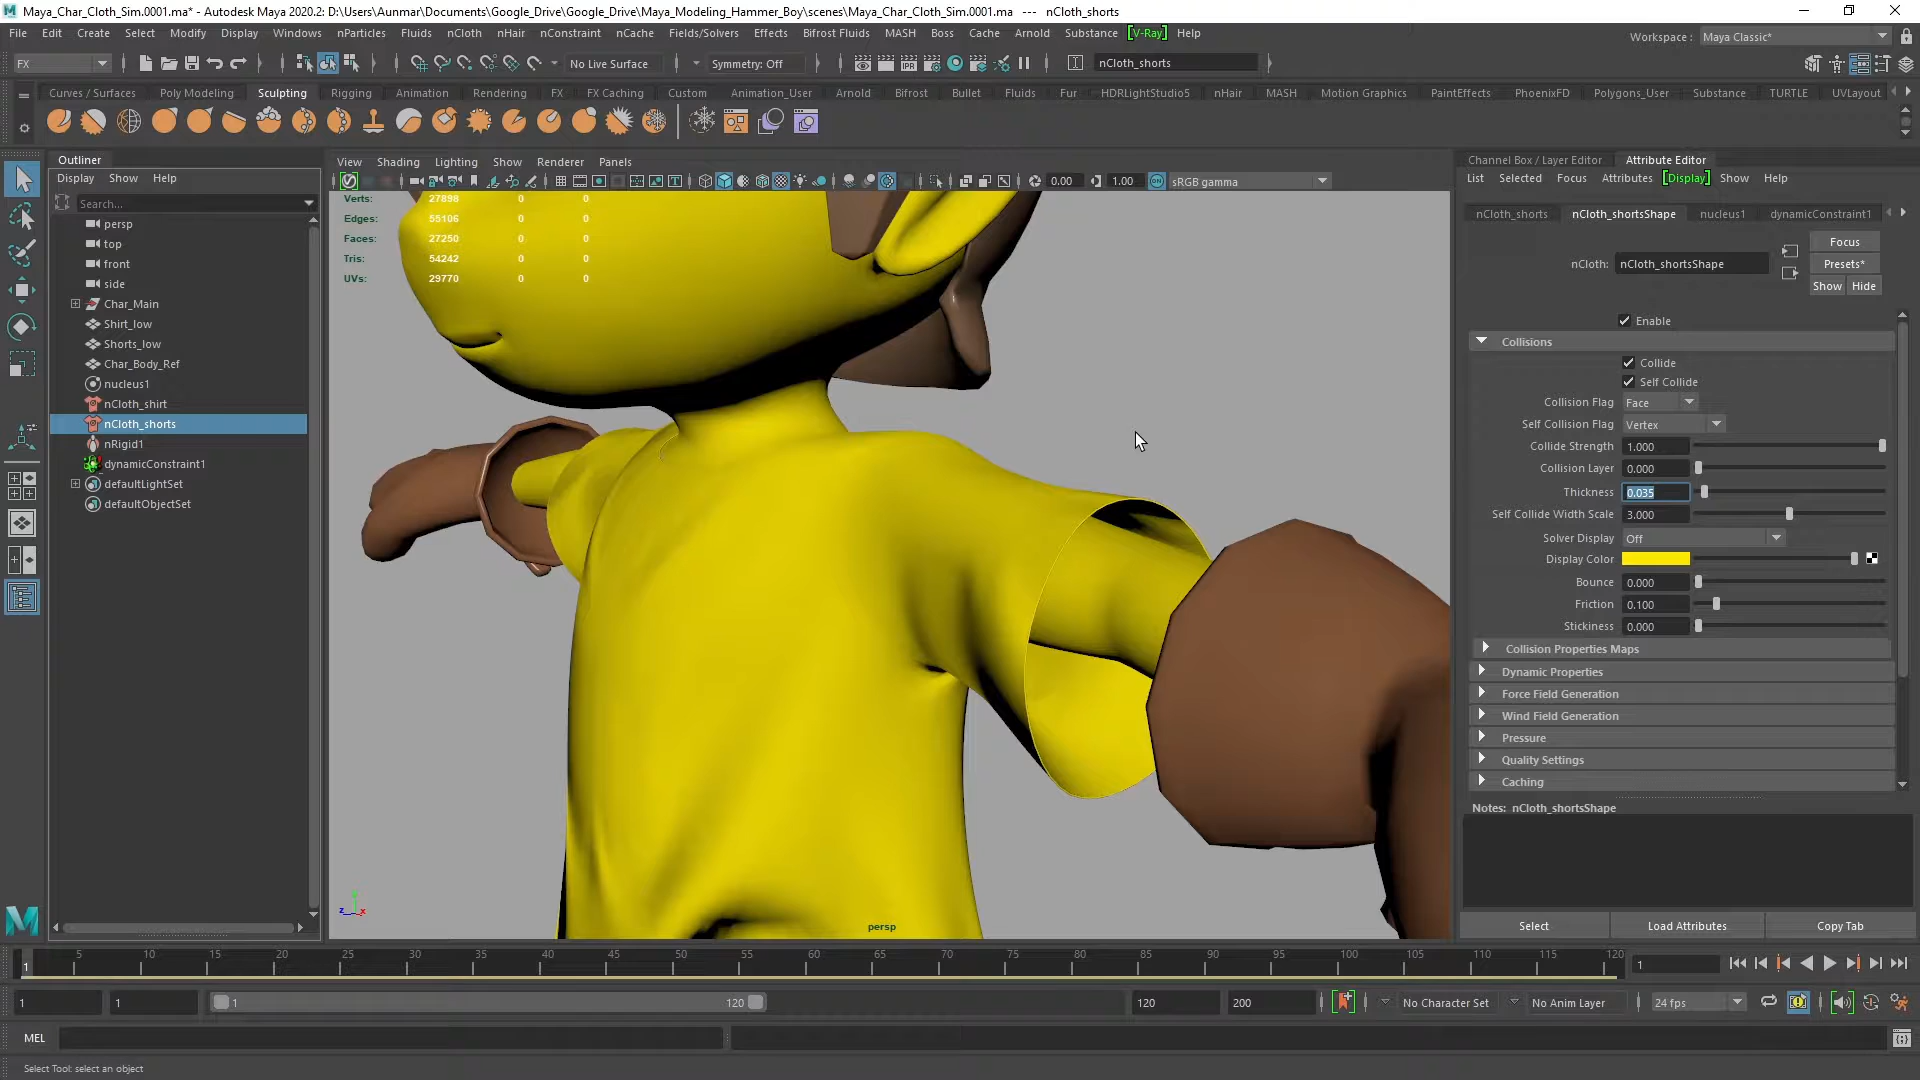 Maya_Char_Cloth_Sim.0001.ma* - Autodesk Maya 2020.2: D:\Users\Aunmar\Documents\Google_Drive\Google_Drive\Maya_Modeling_Hammer_Boy\scenes\Maya_Char_Cloth_Sim.0001.ma --- nCloth_shorts
File Edit Create Select Modify Display Windows nParticles Fluids nCloth nHair nConstraint nCache Fields/Solvers Effects Bifrost Fluids MASH Boss Cache Arnold Substance [V-Ray] Help
Workspace : Maya Classic*
FX No Live Surface Symmetry: Off nCloth_shorts
Curves / Surfaces Poly Modeling Sculpting Rigging Animation Rendering FX FX Caching Custom Animation_User Arnold Bifrost Bullet Fluids Fur HDRLightStudio5 nHair MASH Motion Graphics PaintEffects PhoenixFD Polygons_User Substance TURTLE UVLayout
Outliner
Display Show Help
Search...
persp
top
front
side
Char_Main
Shirt_low
Shorts_low
Char_Body_Ref
nucleus1
nCloth_shirt
nCloth_shorts
nRigid1
dynamicConstraint1
defaultLightSet
defaultObjectSet
View Shading Lighting Show Renderer Panels
0.00 1.00 ON sRGB gamma
Verts: 27898 0 0
Edges: 55106 0 0
Faces: 27250 0 0
Tris: 54242 0 0
UVs: 29770 0 0
y
z x
persp
Channel Box / Layer Editor Attribute Editor
List Selected Focus Attributes [Display] Show Help
nCloth_shorts nCloth_shortsShape nucleus1 dynamicConstraint1
nCloth: nCloth_shortsShape
Focus
Presets*
Show Hide
Enable
Collisions
Collide
Self Collide
Collision Flag Face
Self Collision Flag Vertex
Collide Strength 1.000
Collision Layer 0.000
Thickness 0.035
Self Collide Width Scale 3.000
Solver Display Off
Display Color
Bounce 0.000
Friction 0.100
Stickiness 0.000
Collision Properties Maps
Dynamic Properties
Force Field Generation
Wind Field Generation
Pressure
Quality Settings
Caching
Notes: nCloth_shortsShape
Select Load Attributes Copy Tab
1 5 10 15 20 25 30 35 40 45 50 55 60 65 70 75 80 85 90 95 100 105 110 115 120 1
1 1 1 120 120 200 No Character Set No Anim Layer 24 fps
MEL
Select Tool: select an object